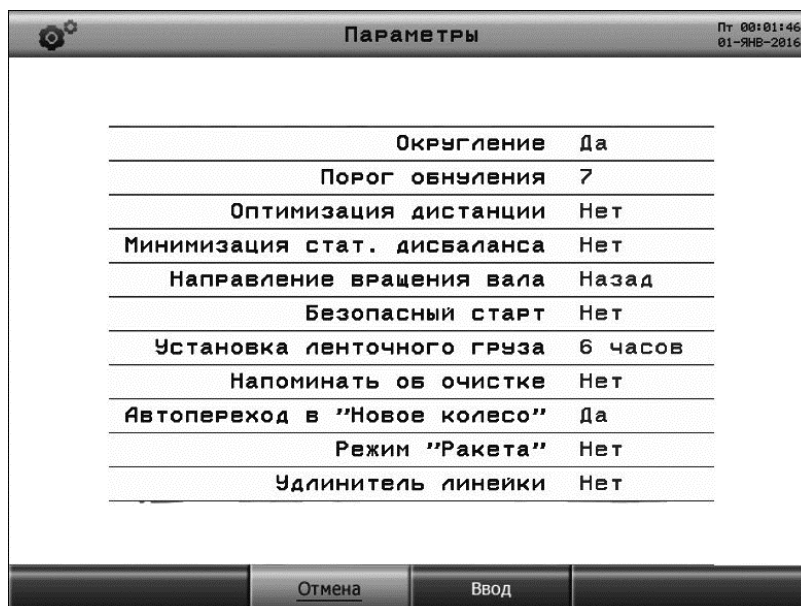 Параметры
Пт 00:01:46
01-ЯНВ-2016
Округление Да
Порог обнуления 7
Оптимизация дистанции Нет
Минимизация стат. дисбаланса Нет
Направление вращения вала Назад
Безопасный старт Нет
Установка ленточного груза 6 часов
Напоминать об очистке Нет
Автопереход в "Новое колесо" Да
Режим "Ракета" Нет
Удлинитель линейки Нет
Отмена Ввод